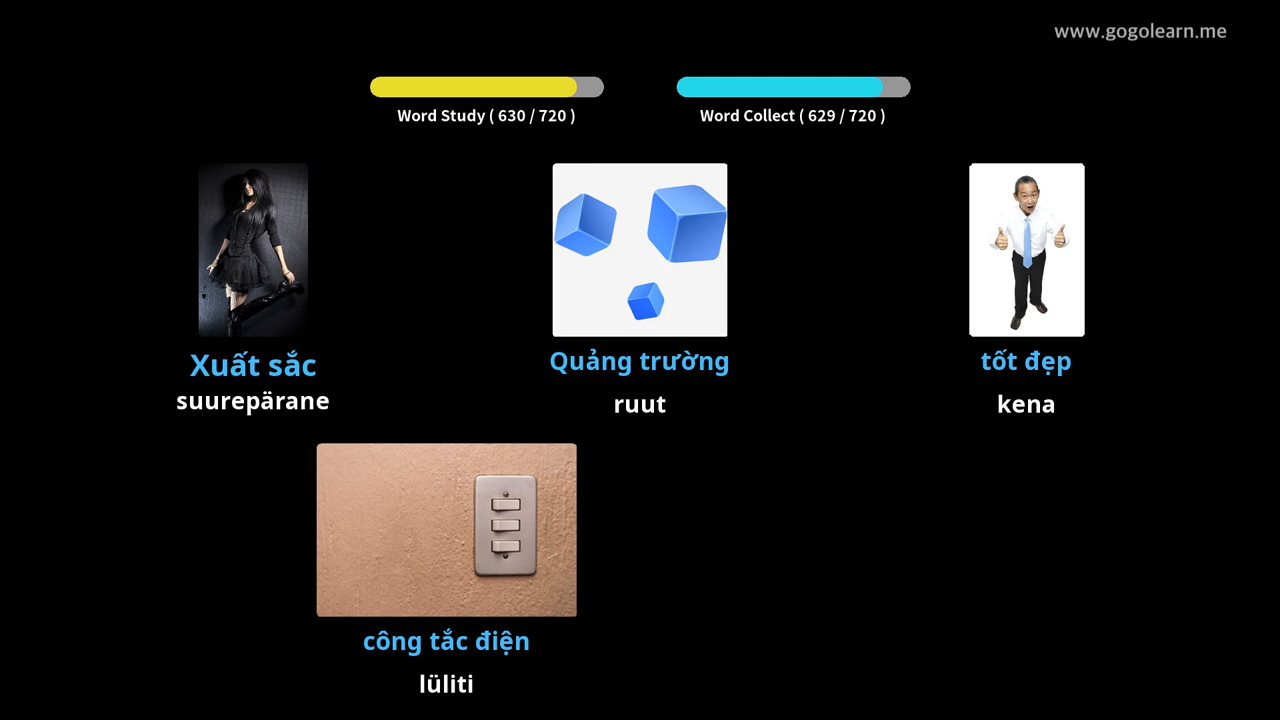 www.gogolearn.me
Word Study ( 630 / 720 )
Word Collect ( 629 / 720 )
Xuất sắc
suurepärane
Quảng trường
ruut
tốt đẹp
kena
công tắc điện
lüliti